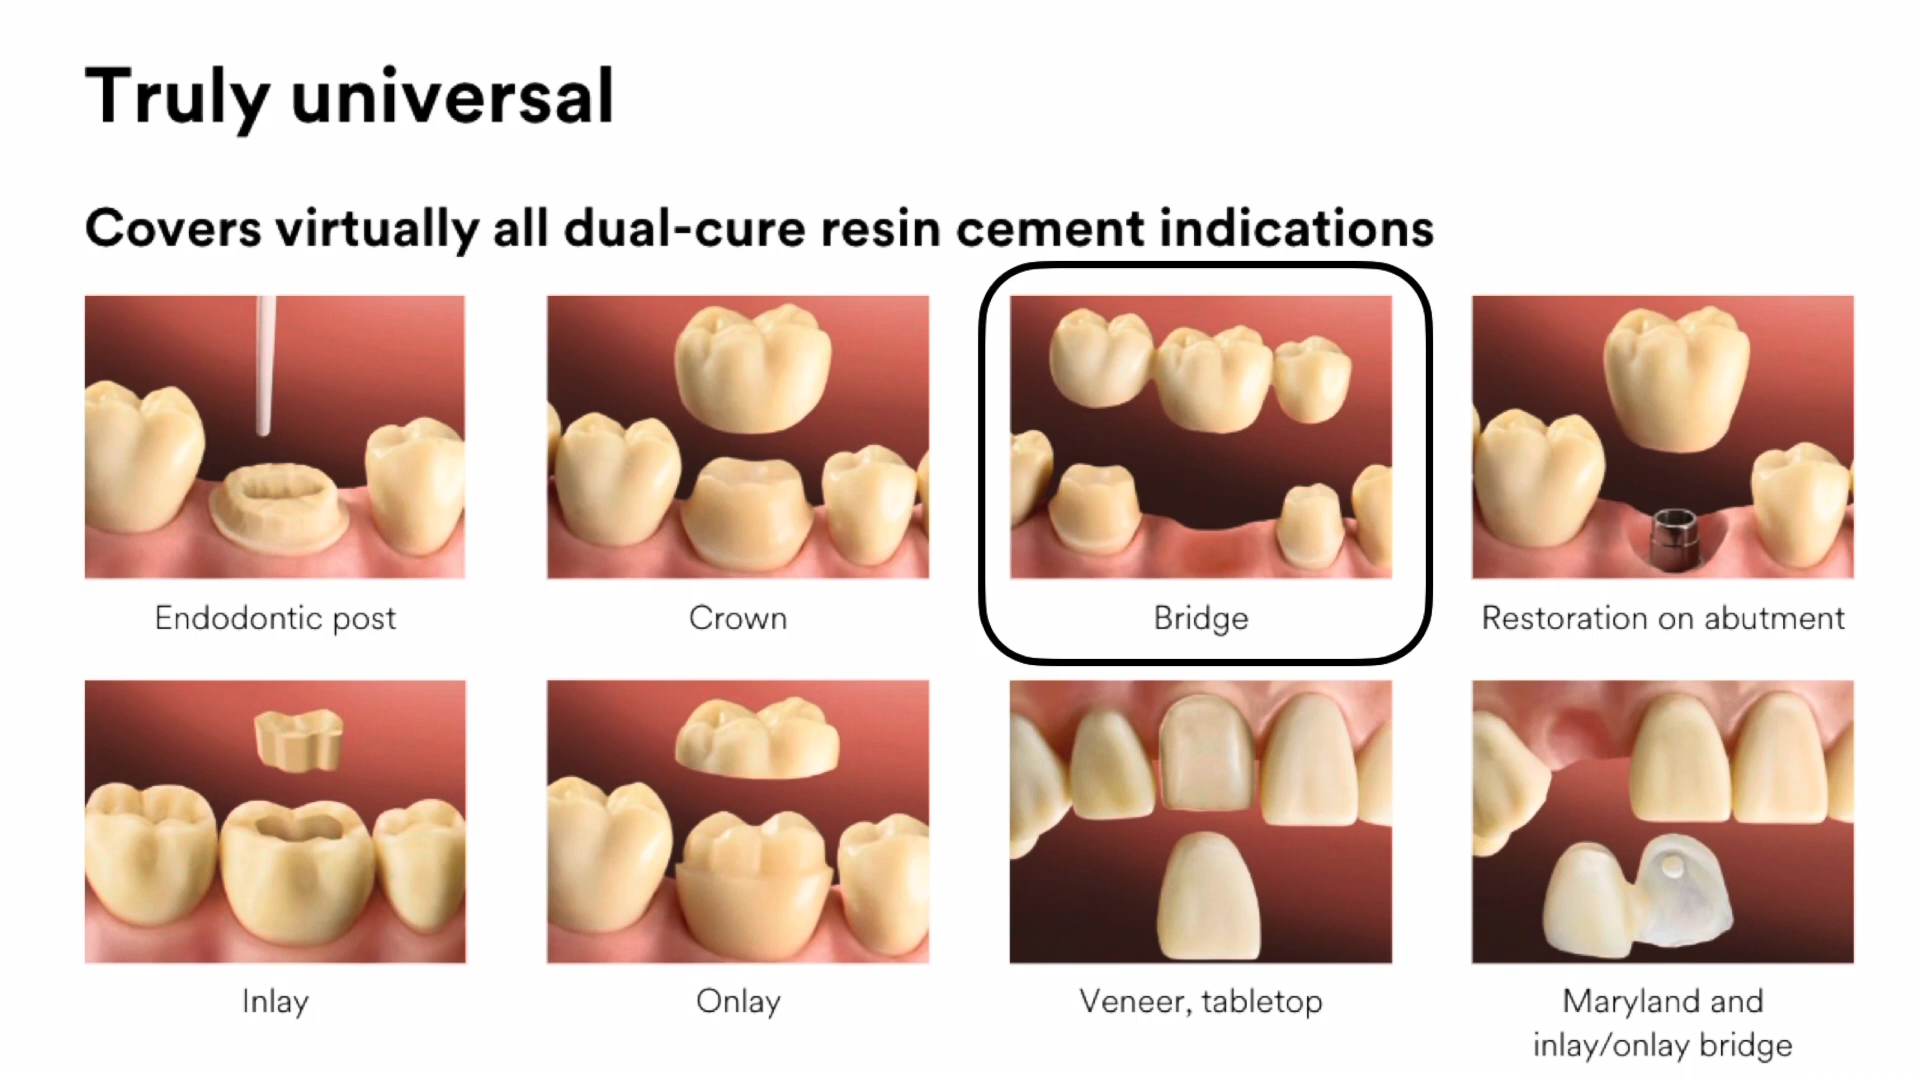 Truly universal
Covers virtually all dual-cure resin cement indications
Endodontic post
Crown
Bridge
Restoration on abutment
Inlay
Onlay
Veneer, tabletop
Maryland and
inlay/onlay bridge